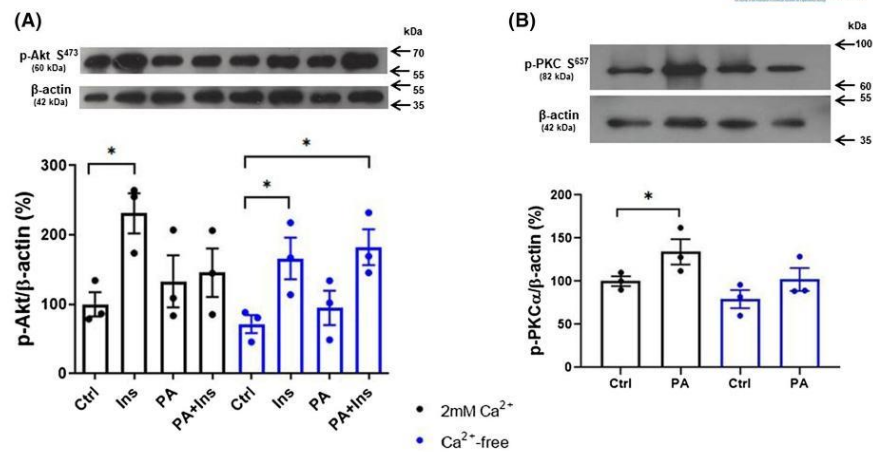 (A)
kDa
p-Akt S⁴⁷³
(60 kDa)
70
55
β-actin
(42 kDa)
55
35
p-Akt/β-actin (%)
300
200
100
0
*
*
*
Ctrl
Ins
PA
PA+Ins
Ctrl
Ins
PA
PA+Ins
2mM Ca²⁺
Ca²⁺-free
(B)
kDa
p-PKC S⁶⁵⁷
(82 kDa)
100
60
β-actin
(42 kDa)
55
35
p-PKCα/β-actin (%)
200
150
100
50
0
*
Ctrl
PA
Ctrl
PA